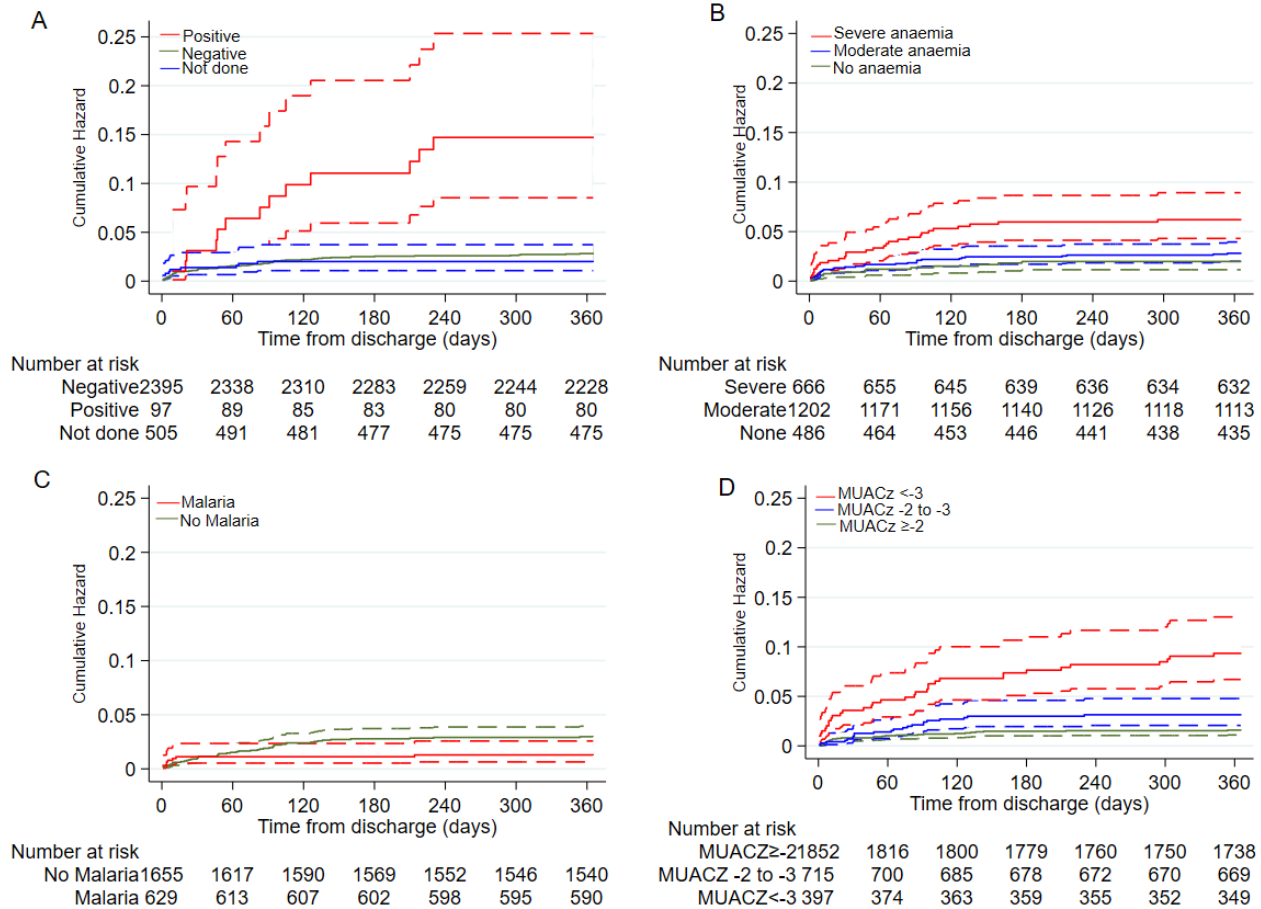 A
Positive
Negative
Not done
0.25
0.2
0.15
0.1
0.05
0
Cumulative Hazard
0 60 120 180 240 300 360
Time from discharge (days)
Number at risk
Negative 2395 2338 2310 2283 2259 2244 2228
Positive 97 89 85 83 80 80 80
Not done 505 491 481 477 475 475 475
B
Severe anaemia
Moderate anaemia
No anaemia
0.25
0.2
0.15
0.1
0.05
0
Cumulative Hazard
0 60 120 180 240 300 360
Time from discharge (days)
Number at risk
Severe 666 655 645 639 636 634 632
Moderate 1202 1171 1156 1140 1126 1118 1113
None 486 464 453 446 441 438 435
C
Malaria
No Malaria
0.25
0.2
0.15
0.1
0.05
0
Cumulative Hazard
0 60 120 180 240 300 360
Time from discharge (days)
Number at risk
No Malaria 1655 1617 1590 1569 1552 1546 1540
Malaria 629 613 607 602 598 595 590
D
MUACz <-3
MUACz -2 to -3
MUACz ≥-2
0.25
0.2
0.15
0.1
0.05
0
Cumulative Hazard
0 60 120 180 240 300 360
Time from discharge (days)
Number at risk
MUACZ≥-2 1852 1816 1800 1779 1760 1750 1738
MUACZ -2 to -3 715 700 685 678 672 670 669
MUACZ<-3 397 374 363 359 355 352 349